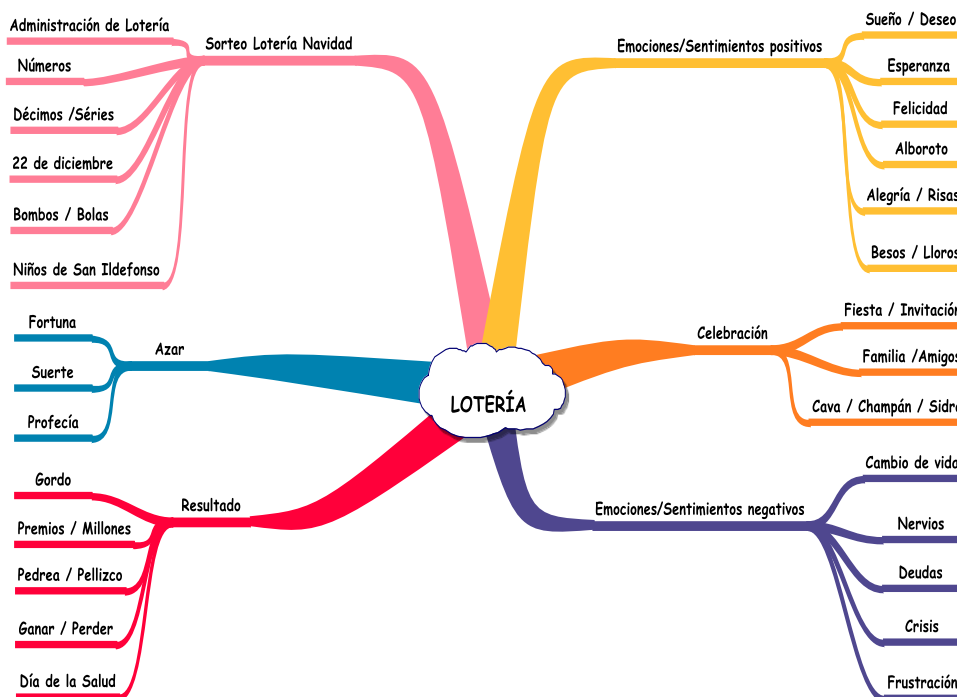 Administración de Lotería
Sorteo Lotería Navidad
Números
Décimos /Séries
22 de diciembre
Bombos / Bolas
Niños de San Ildefonso
Fortuna
Azar
Suerte
Profecía
Gordo
Resultado
Premios / Millones
Pedrea / Pellizco
Ganar / Perder
Día de la Salud
LOTERÍA
Sueño / Deseo
Emociones/Sentimientos positivos
Esperanza
Felicidad
Alboroto
Alegría / Risas
Besos / Lloros
Fiesta / Invitación
Celebración
Familia /Amigos
Cava / Champán / Sidra
Cambio de vida
Emociones/Sentimientos negativos
Nervios
Deudas
Crisis
Frustración